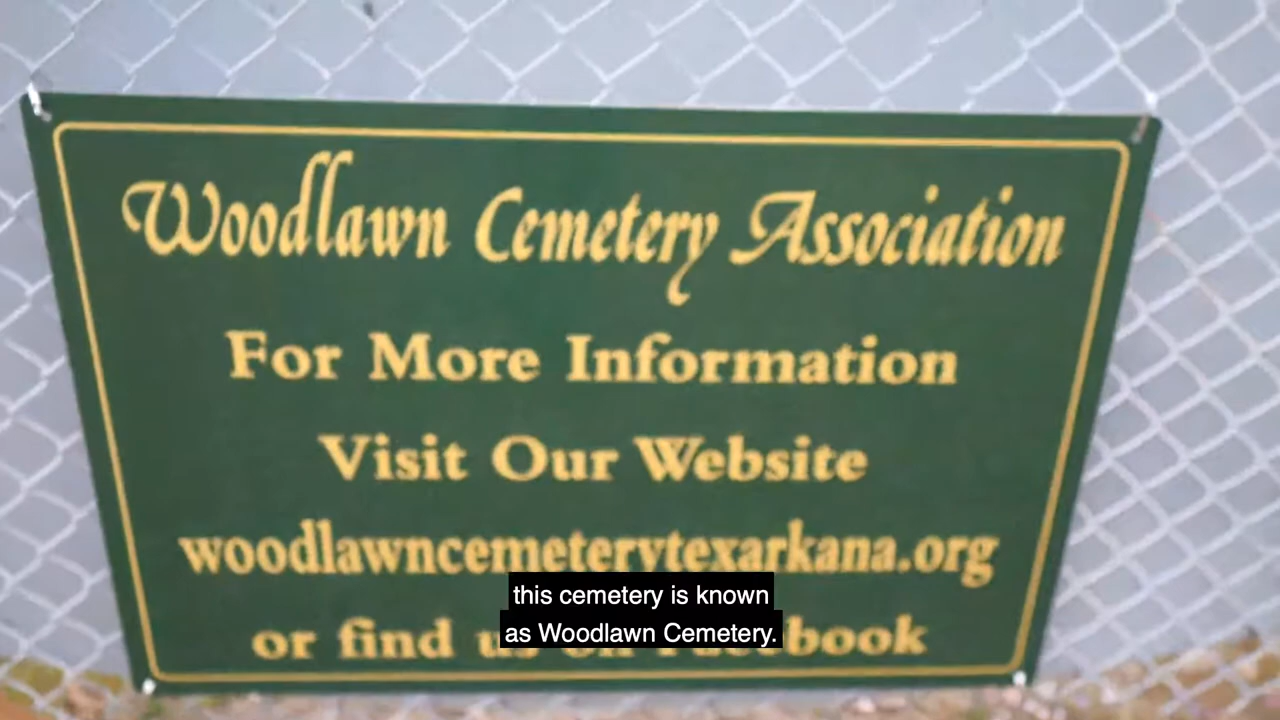 Woodlawn Cemetery Association
For More Information
Visit Our Website
woodlawncemeterytexarkana.org
or find us on Facebook
this cemetery is known
as Woodlawn Cemetery.